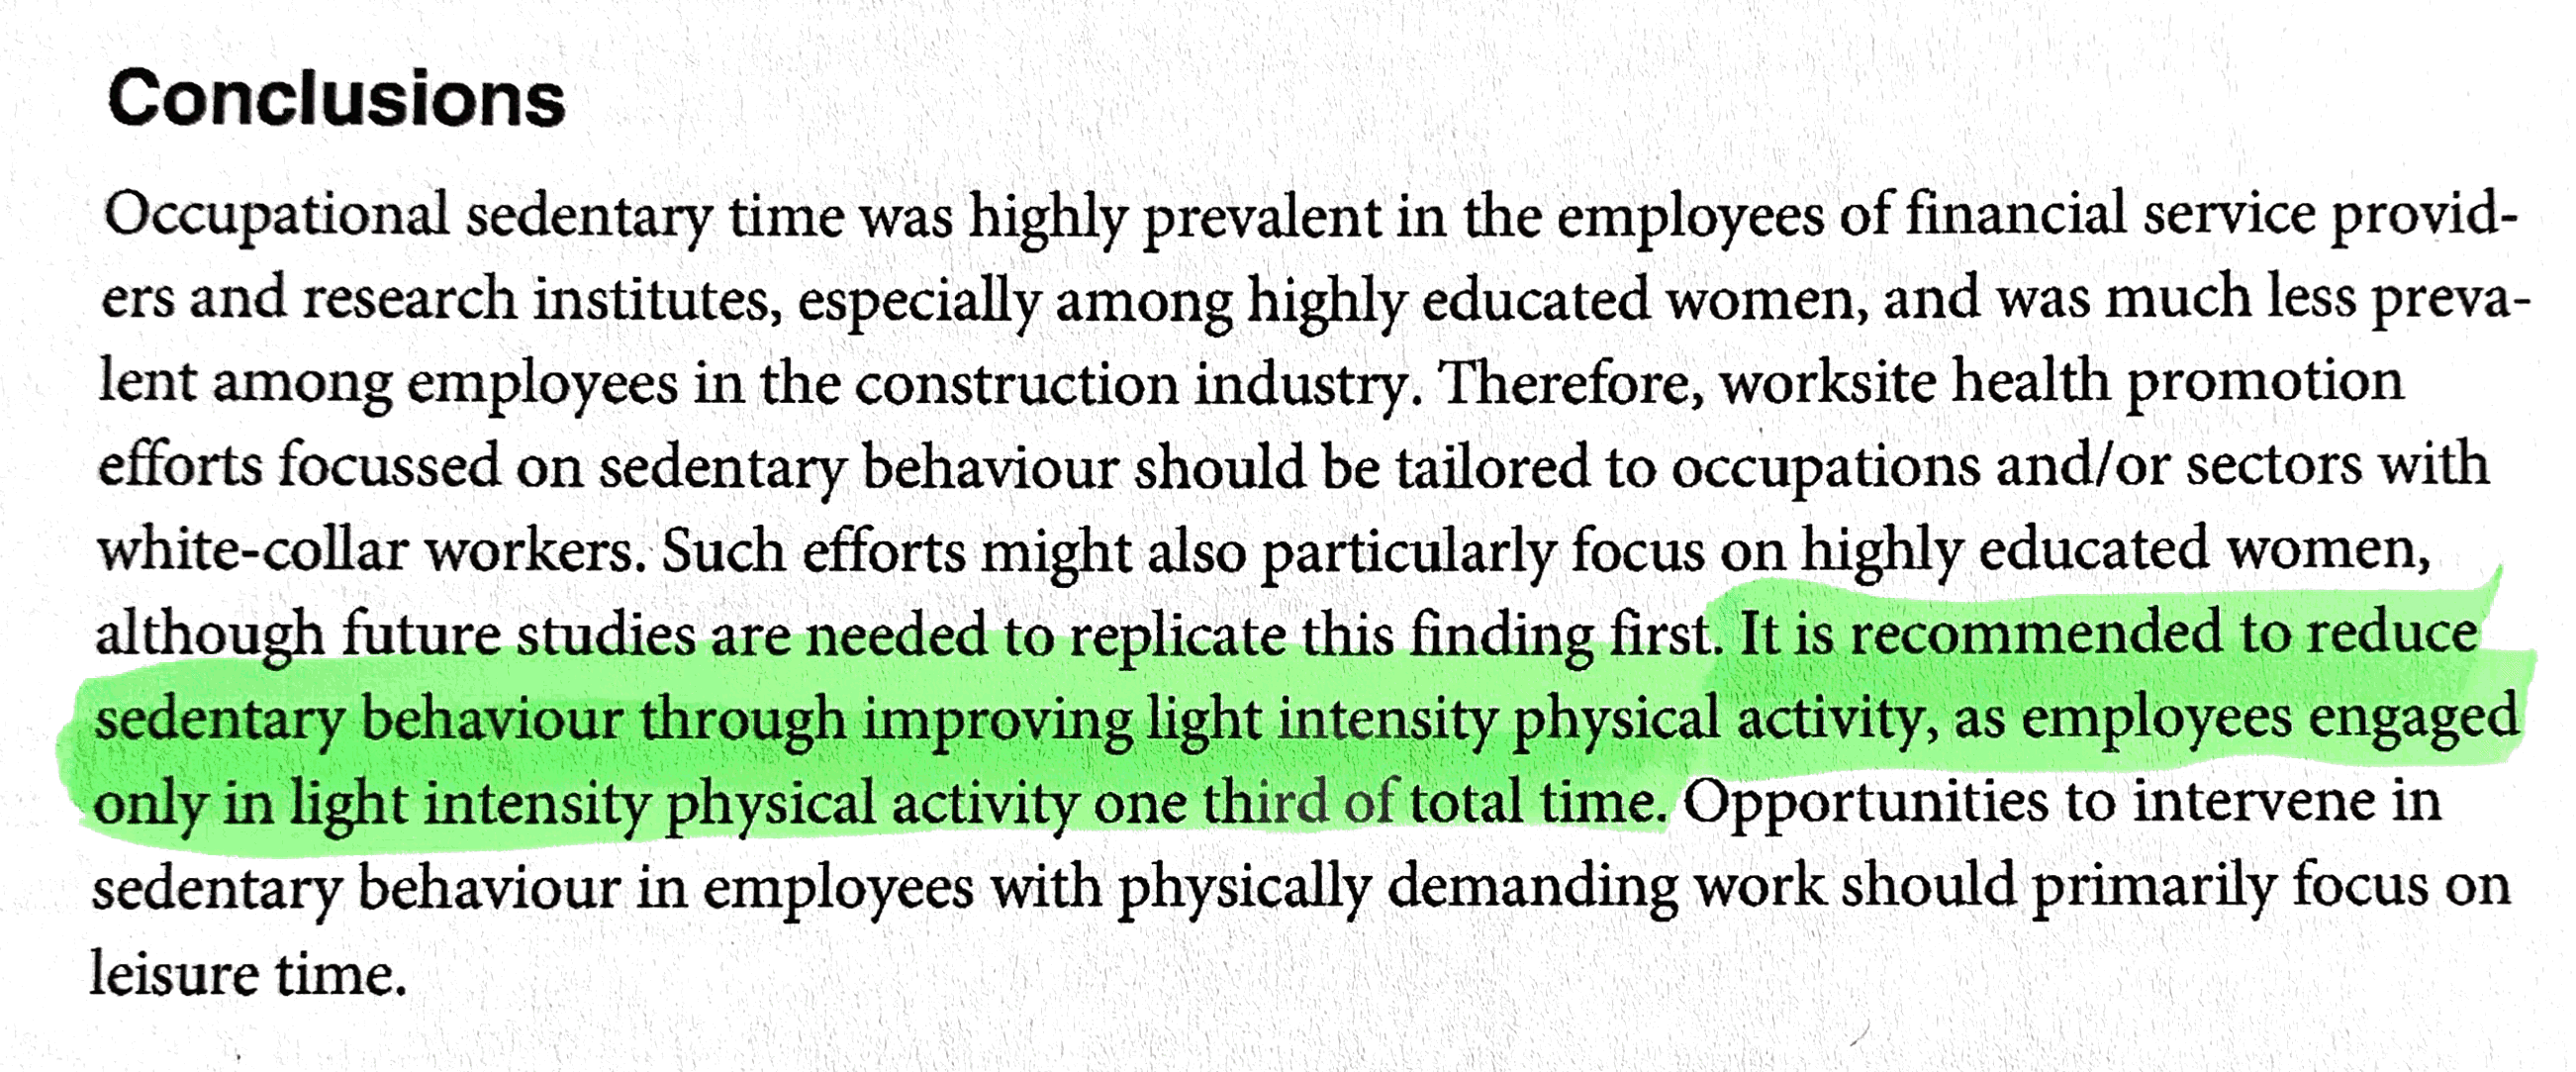 Conclusions
Occupational sedentary time was highly prevalent in the employees of financial service provid-
ers and research institutes, especially among highly educated women, and was much less preva-
lent among employees in the construction industry. Therefore, worksite health promotion
efforts focussed on sedentary behaviour should be tailored to occupations and/or sectors with
white-collar workers. Such efforts might also particularly focus on highly educated women,
although future studies are needed to replicate this finding first. It is recommended to reduce
sedentary behaviour through improving light intensity physical activity, as employees engaged
only in light intensity physical activity one third of total time. Opportunities to intervene in
sedentary behaviour in employees with physically demanding work should primarily focus on
leisure time.